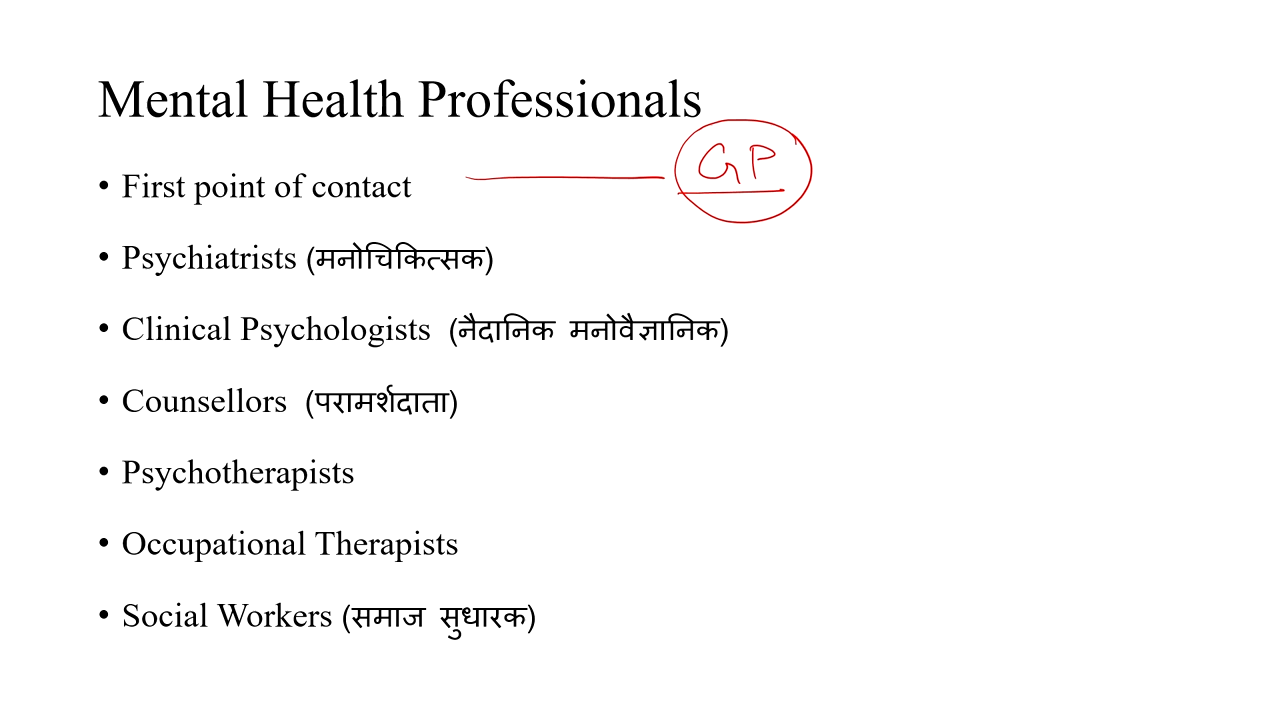 Mental Health Professionals
• First point of contact GP
• Psychiatrists (मनोचिकित्सक)
• Clinical Psychologists (नैदानिक मनोवैज्ञानिक)
• Counsellors (परामर्शदाता)
• Psychotherapists
• Occupational Therapists
• Social Workers (समाज सुधारक)